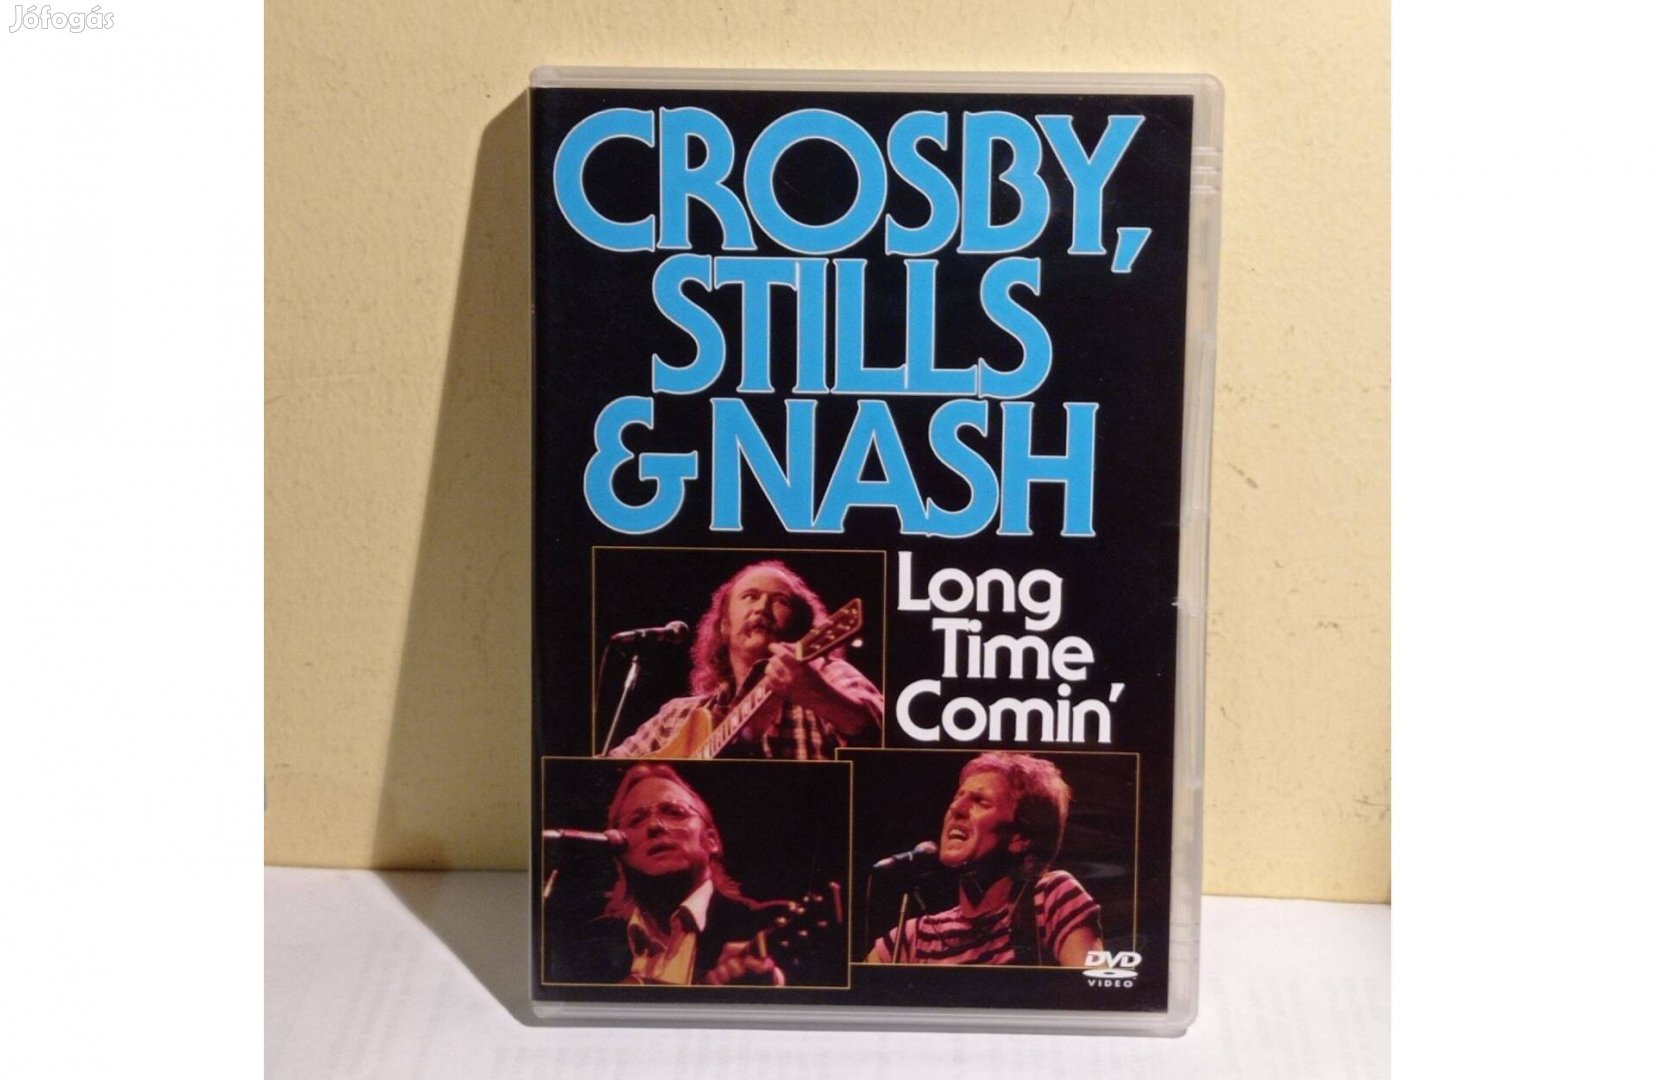 Jófogás
CROSBY,
STILLS
& NASH
Long
Time
Comin'
DVD
VIDEO